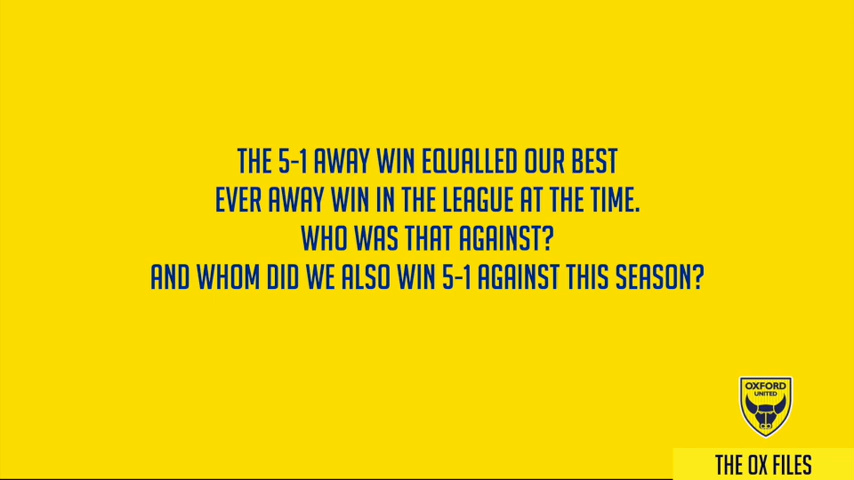 THE 5-1 AWAY WIN EQUALLED OUR BEST
EVER AWAY WIN IN THE LEAGUE AT THE TIME.
WHO WAS THAT AGAINST?
AND WHOM DID WE ALSO WIN 5-1 AGAINST THIS SEASON?
OXFORD
UNITED
THE OX FILES